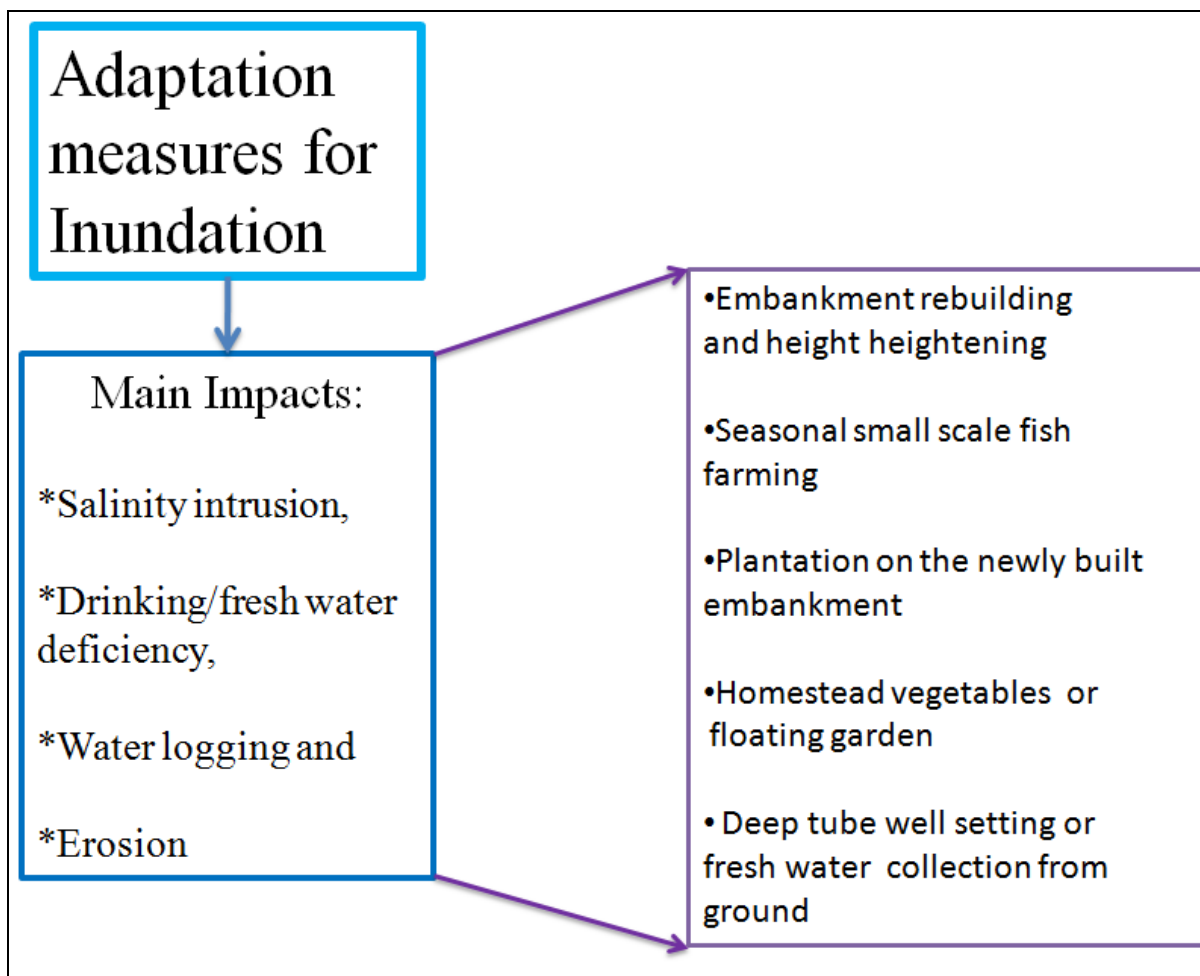 Adaptation
measures for
Inundation
Main Impacts:
*Salinity intrusion,
*Drinking/fresh water
deficiency,
*Water logging and
*Erosion
•Embankment rebuilding
and height heightening
•Seasonal small scale fish
farming
•Plantation on the newly built
embankment
•Homestead vegetables or
floating garden
• Deep tube well setting or
fresh water collection from
ground